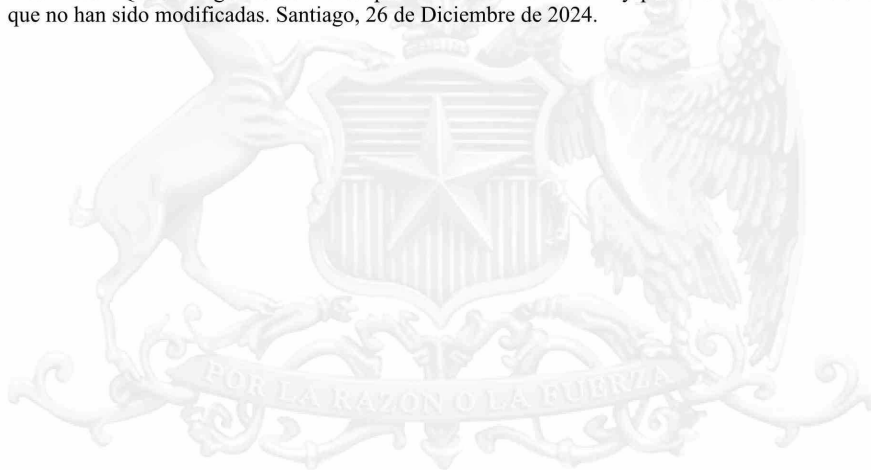 que no han sido modificadas. Santiago, 26 de Diciembre de 2024.
POR LA RAZON O LA FUERZA